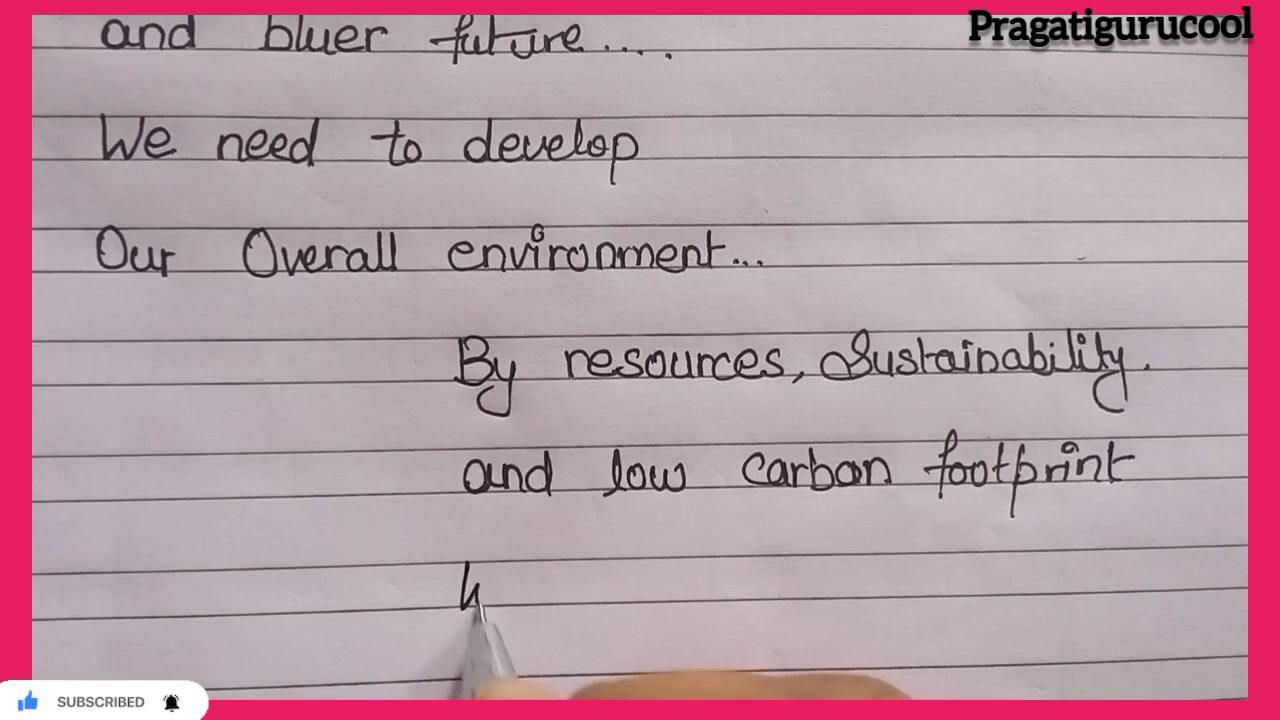 Pragatigurucool
and bluer future.....
We need to develop
Our Overall environment...
By resources, Sustainability.
and low carbon footprint
SUBSCRIBED